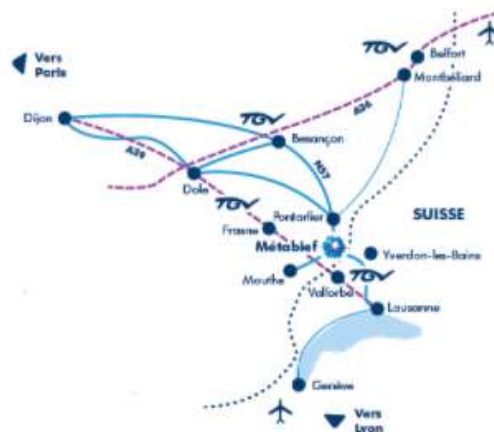 TGV
Belfort
Montbéliard
Vers
Paris
Dijon
A36
TGV
Besançon
A39
N57
Dole
TGV
Pontarlier
SUISSE
Frasne
Métabief
Yverdon-les-Bains
Mouthe
TGV
Vallorbe
Lausanne
Genève
Vers
Lyon